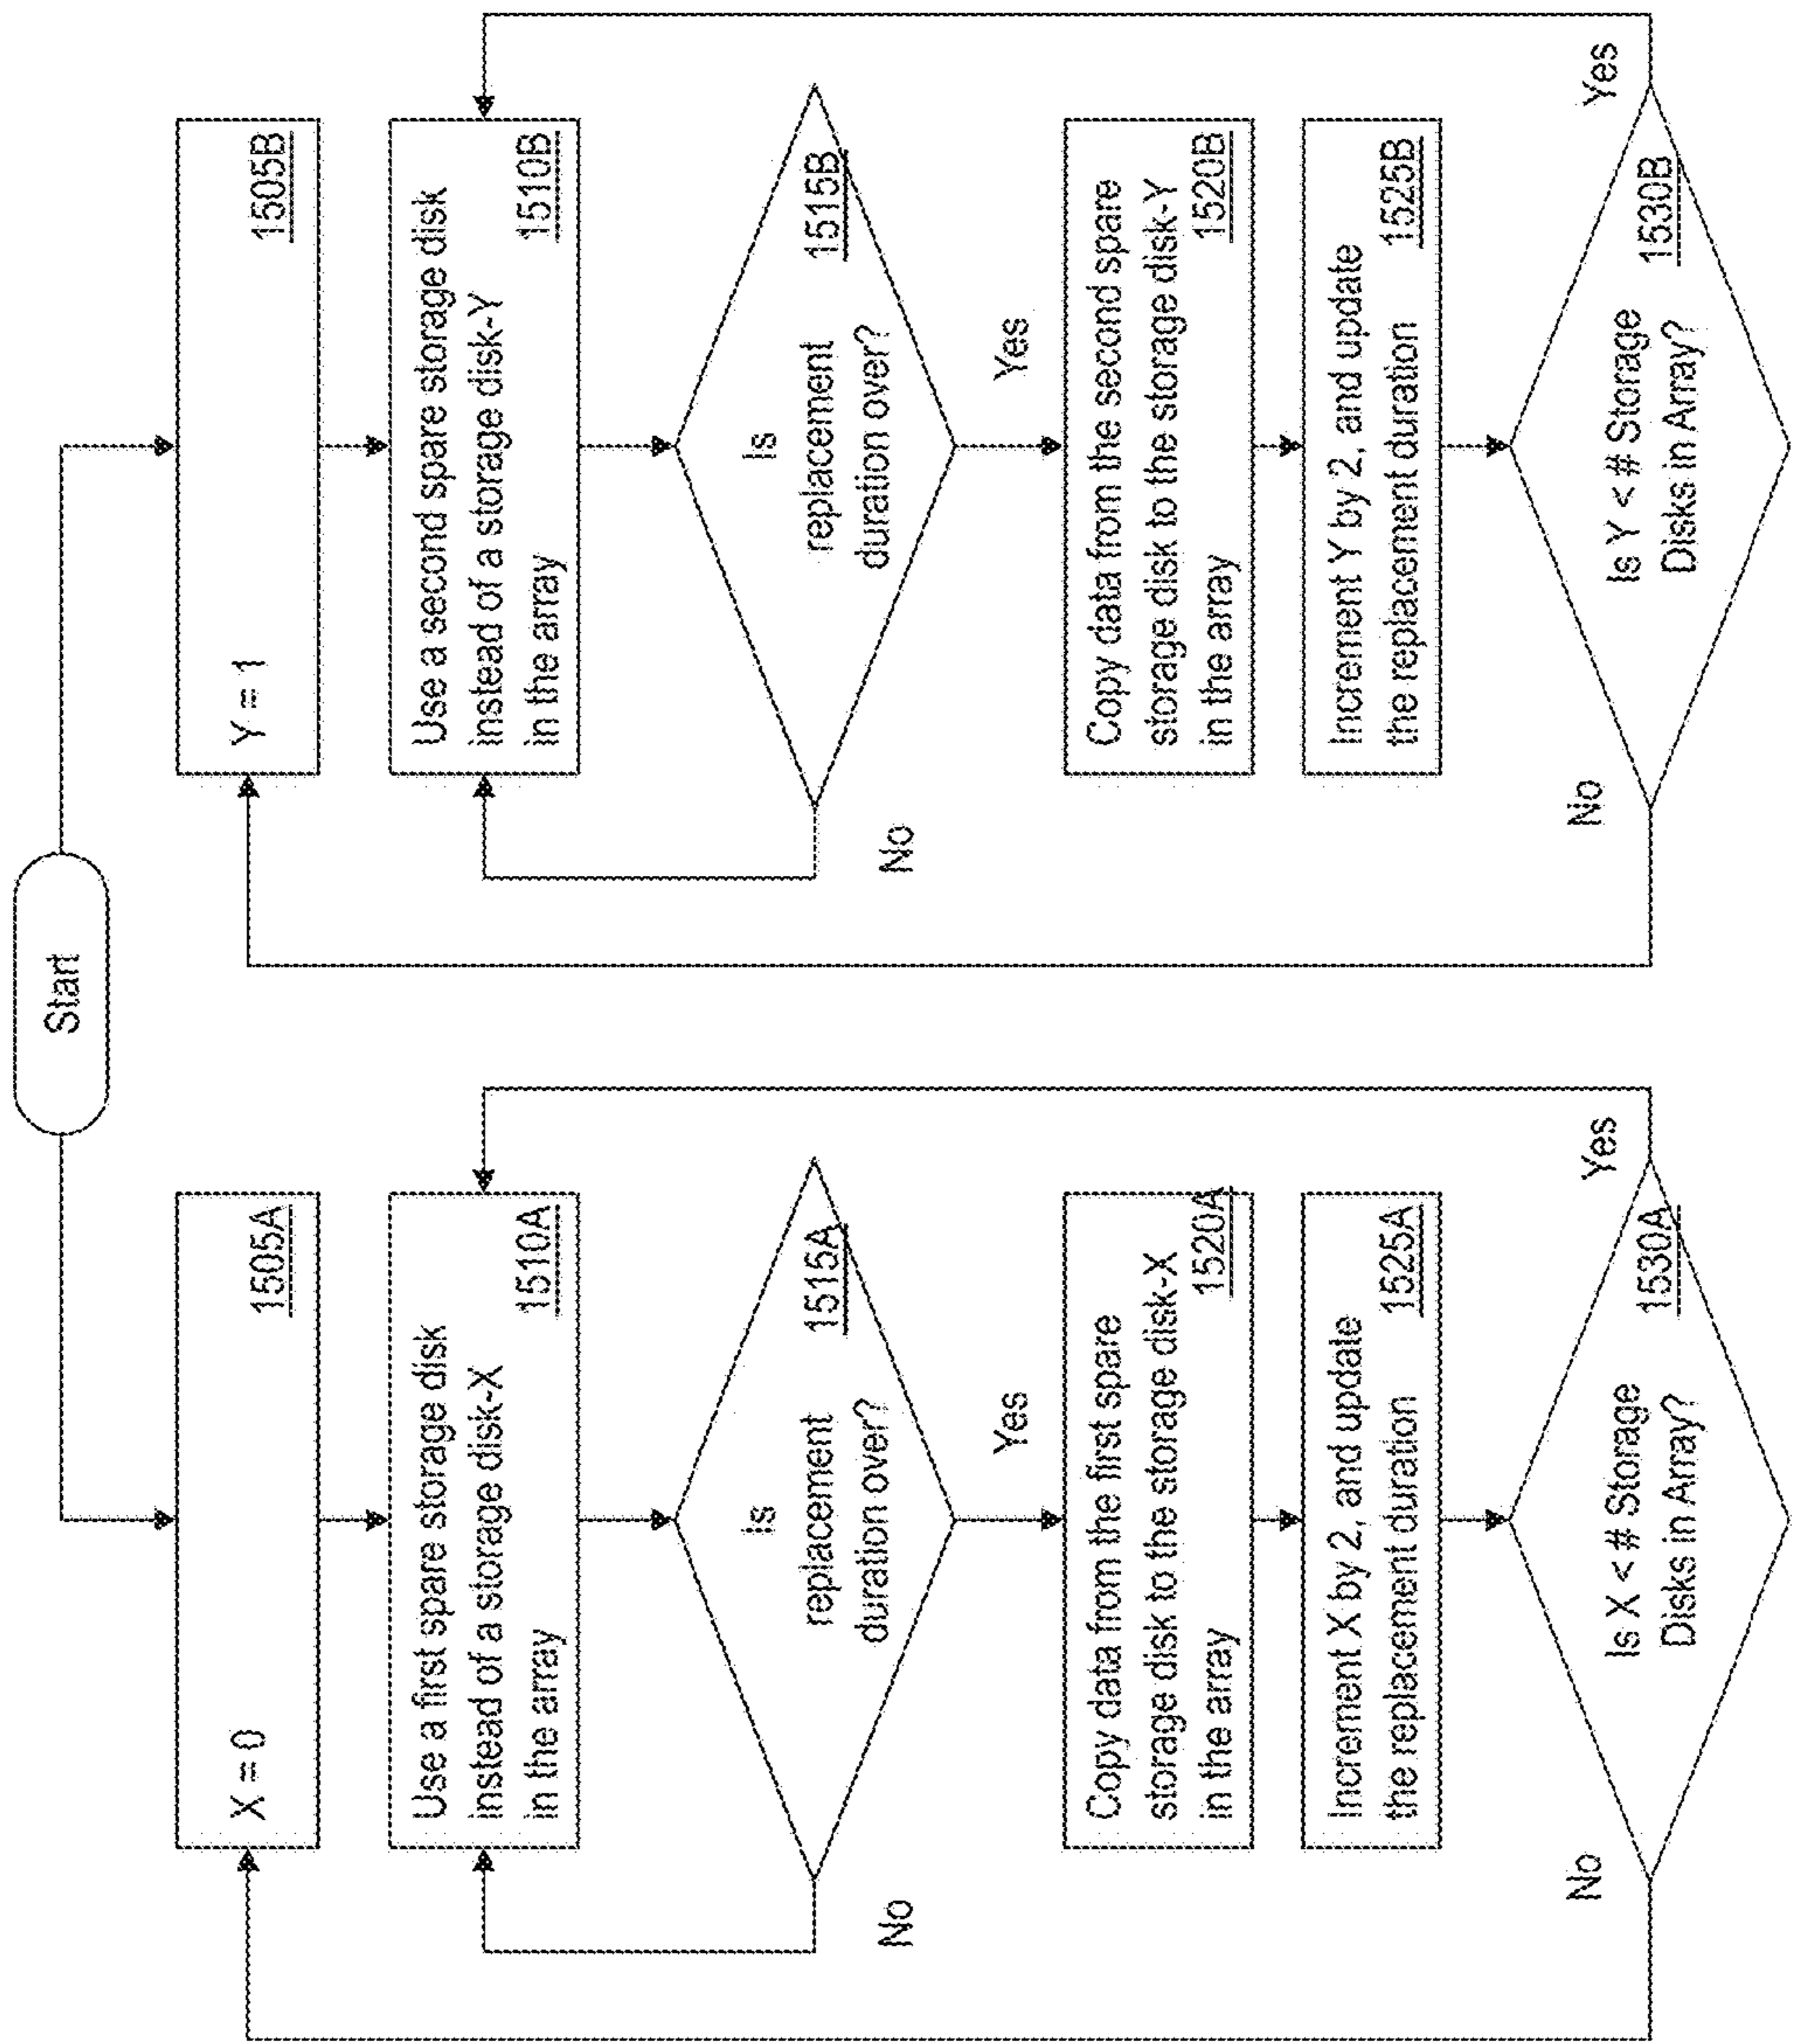 Start
X = 0
1505A
Use a first spare storage disk
instead of a storage disk-X
in the array
1510A
Is
replacement
duration over?
1515A
No
Yes
Copy data from the first spare
storage disk to the storage disk-X
in the array
1520A
Increment X by 2, and update
the replacement duration
1525A
Is X < # Storage
Disks in Array?
1530A
No
Yes
Y = 1
1505B
Use a second spare storage disk
instead of a storage disk-Y
in the array
1510B
Is
replacement
duration over?
1515B
No
Yes
Copy data from the second spare
storage disk to the storage disk-Y
in the array
1520B
Increment Y by 2, and update
the replacement duration
1525B
Is Y < # Storage
Disks in Array?
1530B
No
Yes